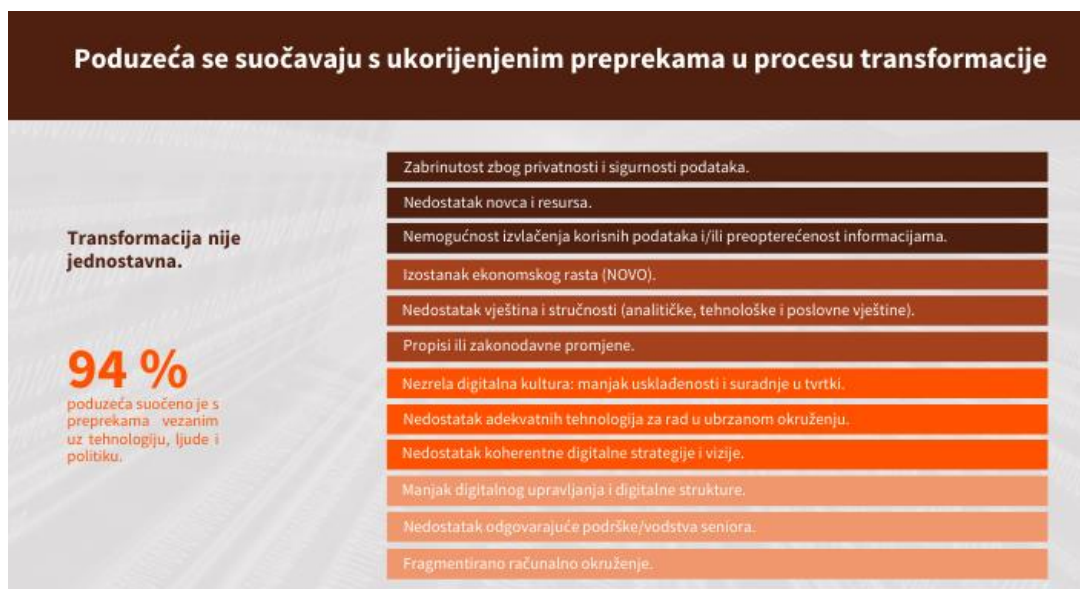 Poduzeća se suočavaju s ukorijenjenim preprekama u procesu transformacije
Transformacija nije
jednostavna.
94 %
poduzeća suočeno je s
preprekama vezanim
uz tehnologiju, ljude i
politiku.
Zabrinutost zbog privatnosti i sigurnosti podataka.
Nedostatak novca i resursa.
Nemogućnost izvlačenja korisnih podataka i/ili preopterećenost informacijama.
Izostanak ekonomskog rasta (NOVO).
Nedostatak vještina i stručnosti (analitičke, tehnološke i poslovne vještine).
Propisi ili zakonodavne promjene.
Nezrela digitalna kultura: manjak usklađenosti i suradnje u tvrtki.
Nedostatak adekvatnih tehnologija za rad u ubrzanom okruženju.
Nedostatak koherentne digitalne strategije i vizije.
Manjak digitalnog upravljanja i digitalne strukture.
Nedostatak odgovarajuće podrške/vodstva seniora.
Fragmentirano računalno okruženje.